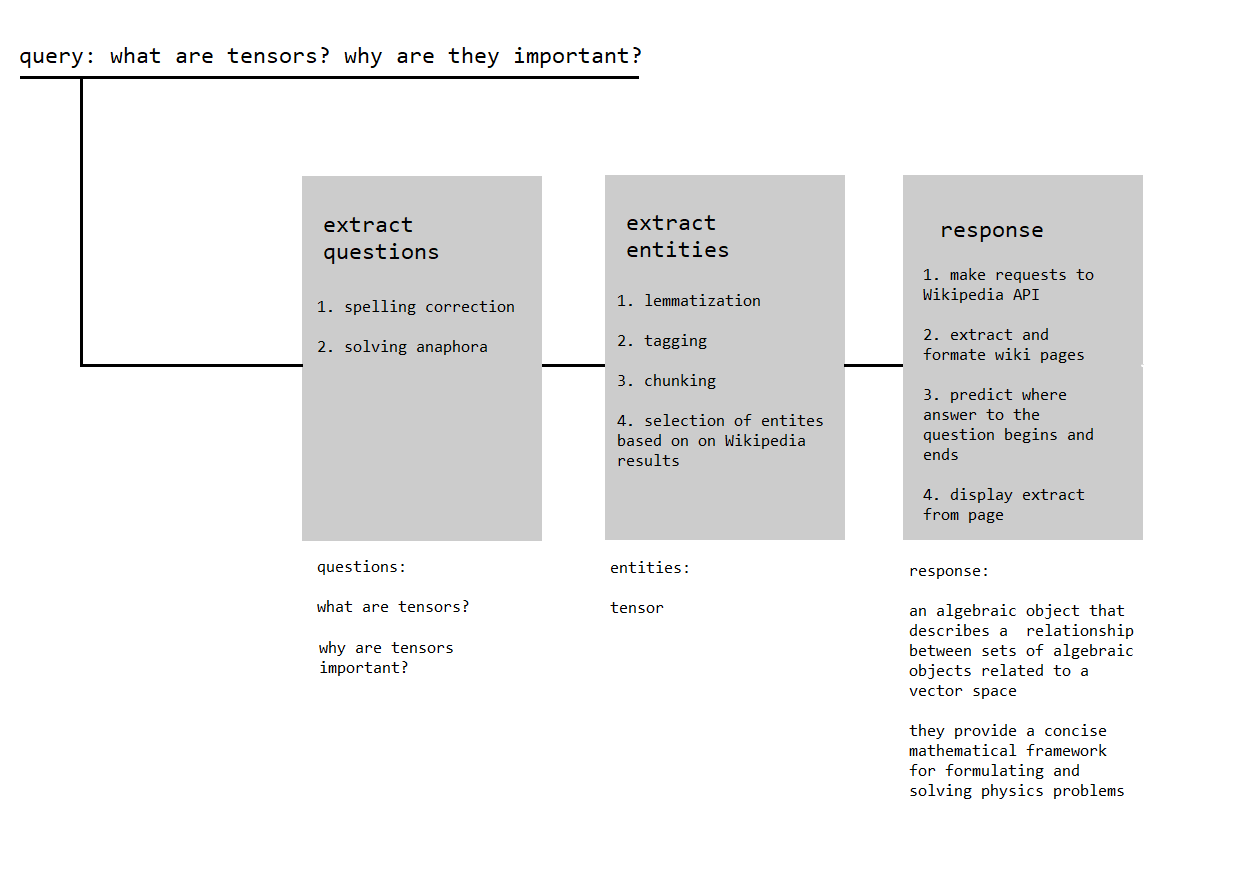 query: what are tensors? why are they important?
extract
questions
1. spelling correction
2. solving anaphora
questions:
what are tensors?
why are tensors
important?
extract
entities
1. lemmatization
2. tagging
3. chunking
4. selection of entites
based on on Wikipedia
results
entities:
tensor
response
1. make requests to
Wikipedia API
2. extract and
formate wiki pages
3. predict where
answer to the
question begins and
ends
4. display extract
from page
response:
an algebraic object that
describes a  relationship
between sets of algebraic
objects related to a
vector space
they provide a concise
mathematical framework
for formulating and
solving physics problems